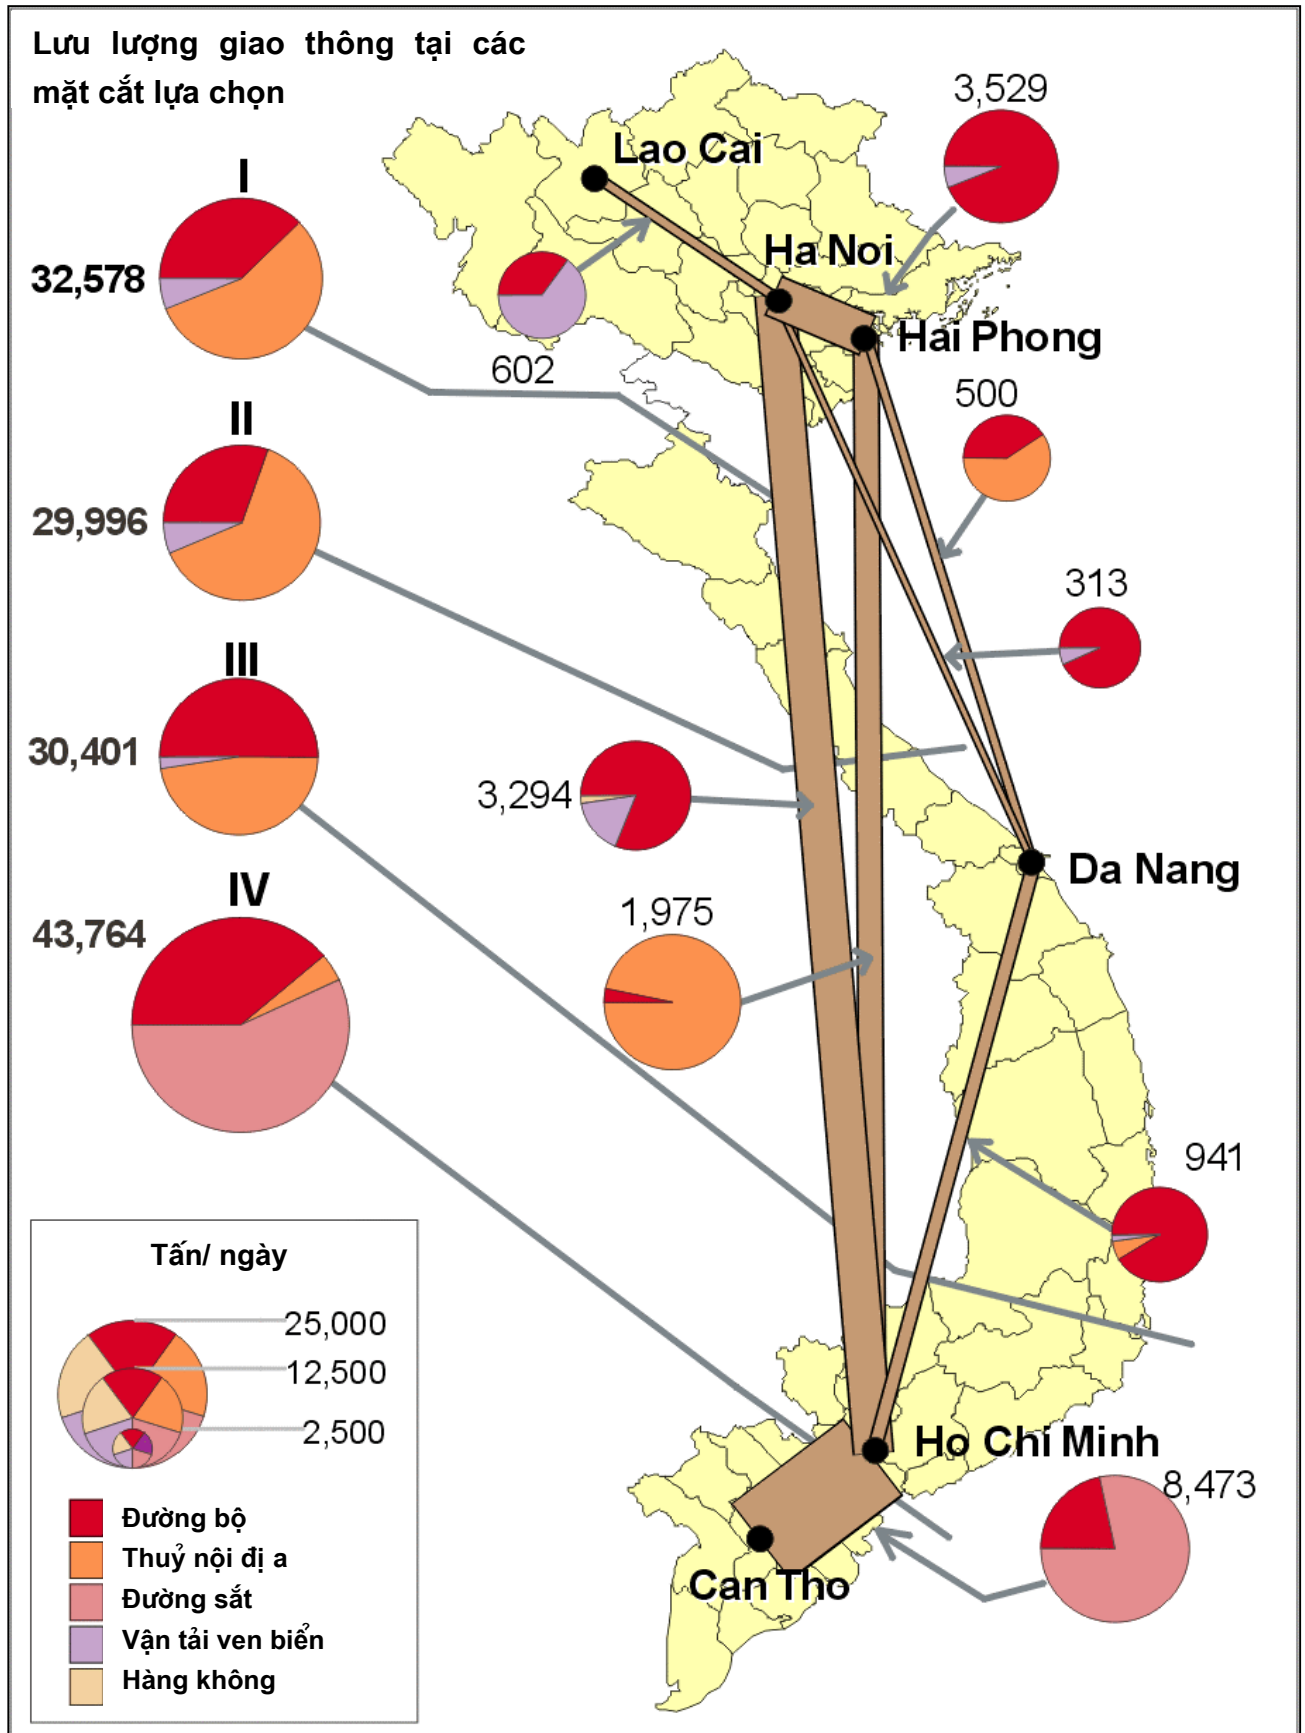 Lưu lượng giao thông tại các
mặt cắt lựa chọn
3,529
Lao Cai
I
32,578
Ha Noi
Hai Phong
602
500
II
29,996
313
III
30,401
3,294
Da Nang
IV
43,764
1,975
941
Tấn/ ngày
25,000
12,500
2,500
Ho Chi Minh
8,473
Can Tho
Đường bộ
Thuỷ nội đị a
Đường sắt
Vận tải ven biển
Hàng không